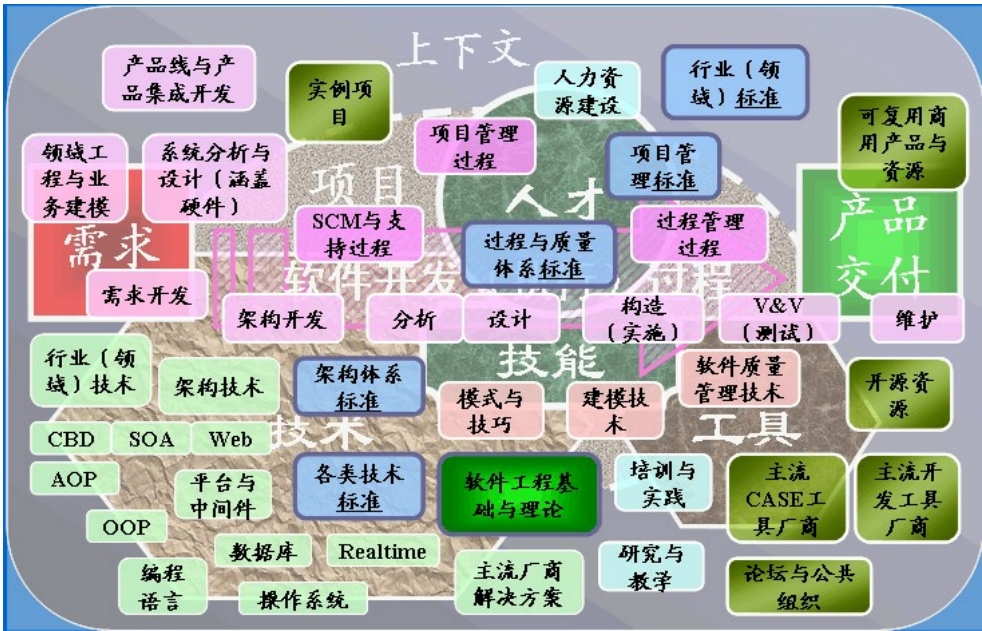 上下文
产品线与产
品集成开发
实例项
目
人力资
源建设
行业（领
域）标准
可复用商
用产品与
资源
领域工
程与业
务建模
系统分析与
设计（涵盖
硬件）
项目管理
过程
项目管
理标准
项目
人才
产品
交付
需求
SCM与支
持过程
过程与质量
体系标准
过程管理
过程
软件开发
过程
需求开发
架构开发
分析
设计
构造
（实施）
V&V
（测试）
维护
技能
行业（领
域）技术
架构技术
架构体系
标准
模式与
技巧
建模技
术
软件质量
管理技术
开源资
源
技术
工具
CBD
SOA
Web
AOP
平台与
中间件
各类技术
标准
软件工程基
础与理论
培训与
实践
主流
CASE工
具厂商
主流开
发工具
厂商
OOP
数据库
Realtime
编程
语言
操作系统
主流厂商
解决方案
研究与
教学
论坛与公共
组织